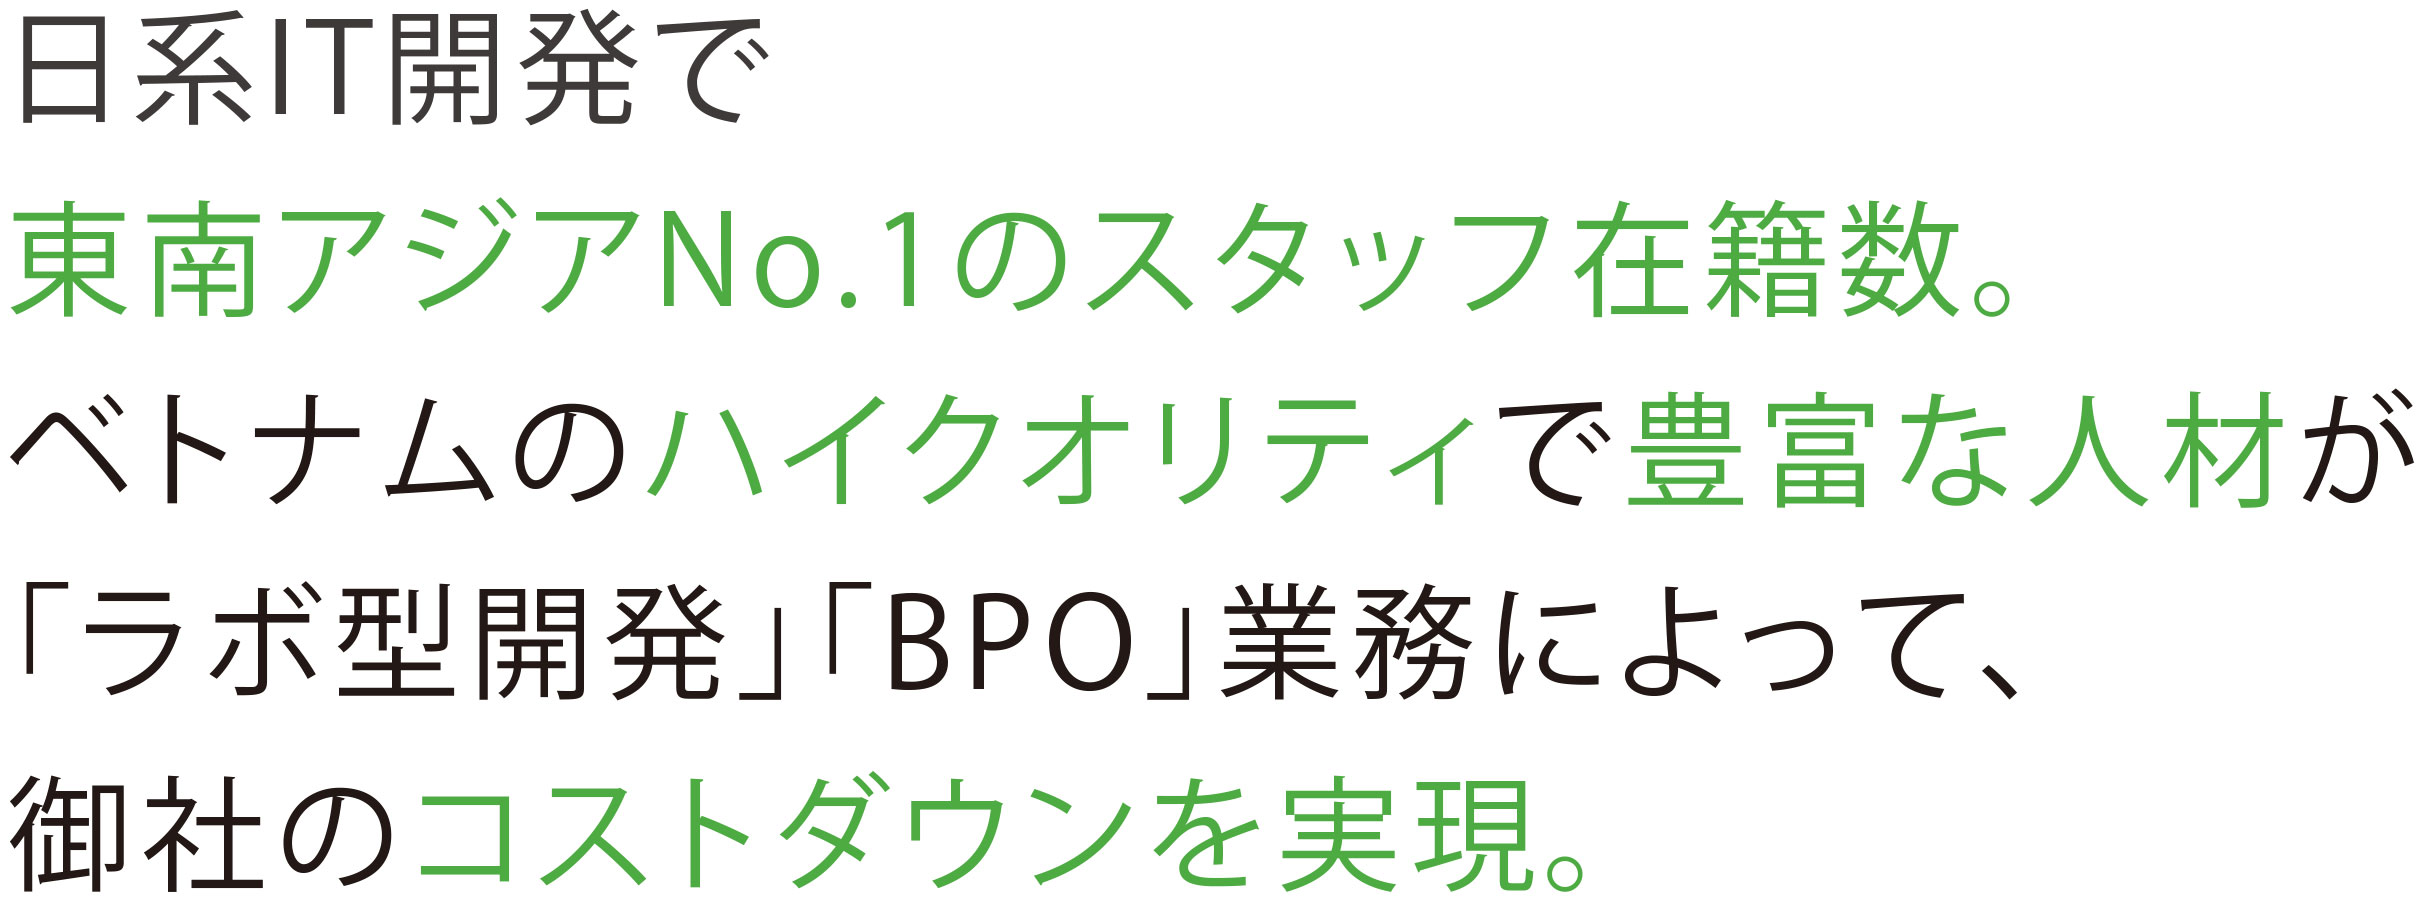 日系IT開発で
東南アジアNo.1のスタッフ在籍数。
ベトナムのハイクオリティで豊富な人材が
「ラボ型開発」「BPO」業務によって、
御社のコストダウンを実現。